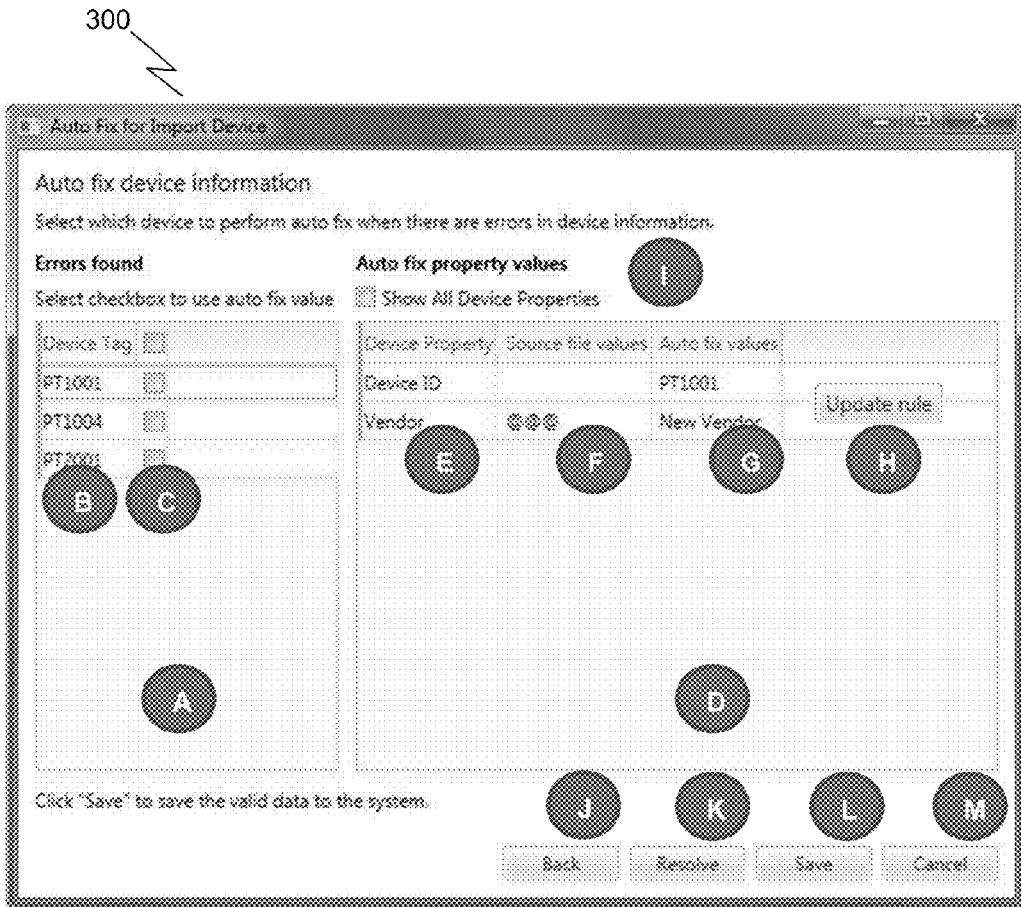 300
Auto Fix for Import Device
Auto fix device information
Select which device to perform auto fix when there are errors in device information.
Errors found
Auto fix property values
I
Select checkbox to use auto fix value
Show All Device Properties
Device Tag
Device Property Source file values Auto fix values
PT1001
Device ID PT1001
Update rule
PT1004
Vendor @@@ New Vendor
PT2001
E F G H
B C
A
D
Click "Save" to save the valid data to the system.
J K L M
Back Resolve Save Cancel